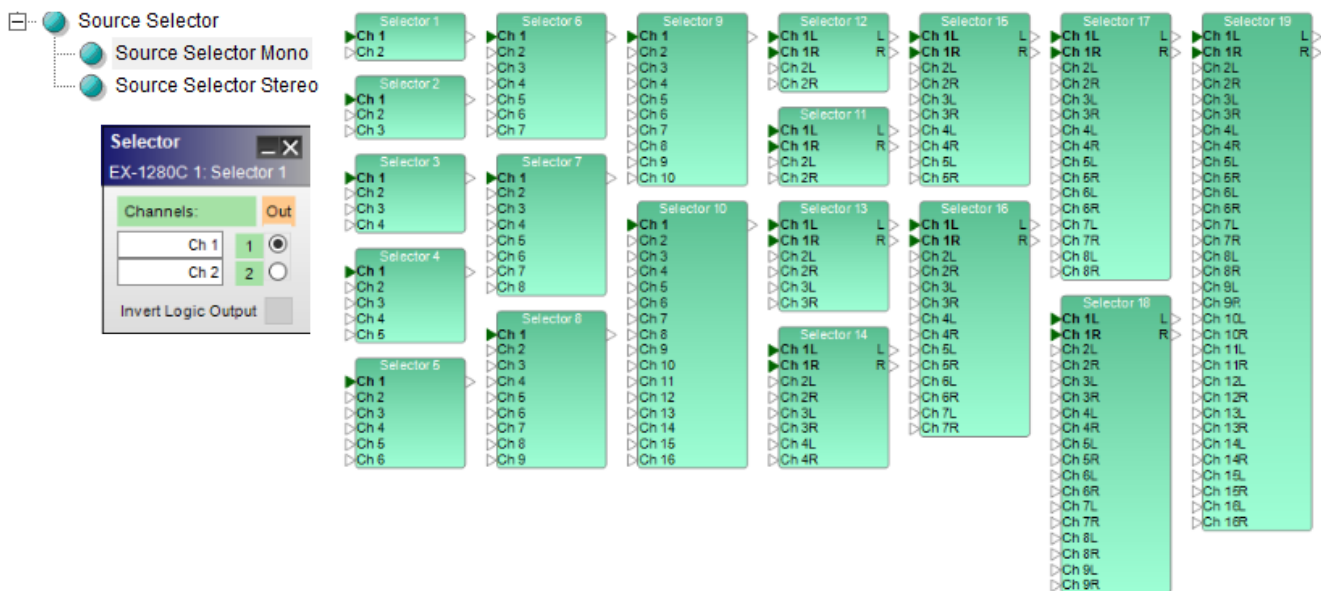 Source Selector
Source Selector Mono
Source Selector Stereo
Selector
EX-1280C 1: Selector 1
Channels:
Out
Ch 1 1
Ch 2 2
Invert Logic Output
Selector 1
Ch 1
Ch 2
Selector 2
Ch 1
Ch 2
Ch 3
Selector 3
Ch 1
Ch 2
Ch 3
Ch 4
Selector 4
Ch 1
Ch 2
Ch 3
Ch 4
Ch 5
Selector 5
Ch 1
Ch 2
Ch 3
Ch 4
Ch 5
Ch 6
Selector 6
Ch 1
Ch 2
Ch 3
Ch 4
Ch 5
Ch 6
Ch 7
Selector 7
Ch 1
Ch 2
Ch 3
Ch 4
Ch 5
Ch 6
Ch 7
Ch 8
Selector 8
Ch 1
Ch 2
Ch 3
Ch 4
Ch 5
Ch 6
Ch 7
Ch 8
Ch 9
Selector 9
Ch 1
Ch 2
Ch 3
Ch 4
Ch 5
Ch 6
Ch 7
Ch 8
Ch 9
Ch 10
Selector 10
Ch 1
Ch 2
Ch 3
Ch 4
Ch 5
Ch 6
Ch 7
Ch 8
Ch 9
Ch 10
Ch 11
Ch 12
Ch 13
Ch 14
Ch 15
Ch 16
Selector 12
Ch 1L L
Ch 1R R
Ch 2L
Ch 2R
Selector 11
Ch 1L L
Ch 1R R
Ch 2L
Ch 2R
Selector 13
Ch 1L L
Ch 1R R
Ch 2L
Ch 2R
Ch 3L
Ch 3R
Selector 14
Ch 1L L
Ch 1R R
Ch 2L
Ch 2R
Ch 3L
Ch 3R
Ch 4L
Ch 4R
Selector 15
Ch 1L L
Ch 1R R
Ch 2L
Ch 2R
Ch 3L
Ch 3R
Ch 4L
Ch 4R
Ch 5L
Ch 5R
Selector 16
Ch 1L L
Ch 1R R
Ch 2L
Ch 2R
Ch 3L
Ch 3R
Ch 4L
Ch 4R
Ch 5L
Ch 5R
Ch 6L
Ch 6R
Ch 7L
Ch 7R
Selector 17
Ch 1L L
Ch 1R R
Ch 2L
Ch 2R
Ch 3L
Ch 3R
Ch 4L
Ch 4R
Ch 5L
Ch 5R
Ch 6L
Ch 6R
Ch 7L
Ch 7R
Ch 8L
Ch 8R
Selector 18
Ch 1L L
Ch 1R R
Ch 2L
Ch 2R
Ch 3L
Ch 3R
Ch 4L
Ch 4R
Ch 5L
Ch 5R
Ch 6L
Ch 6R
Ch 7L
Ch 7R
Ch 8L
Ch 8R
Ch 9L
Ch 9R
Selector 19
Ch 1L L
Ch 1R R
Ch 2L
Ch 2R
Ch 3L
Ch 3R
Ch 4L
Ch 4R
Ch 5L
Ch 5R
Ch 6L
Ch 6R
Ch 7L
Ch 7R
Ch 8L
Ch 8R
Ch 9L
Ch 9R
Ch 10L
Ch 10R
Ch 11L
Ch 11R
Ch 12L
Ch 12R
Ch 13L
Ch 13R
Ch 14L
Ch 14R
Ch 15L
Ch 15R
Ch 16L
Ch 16R